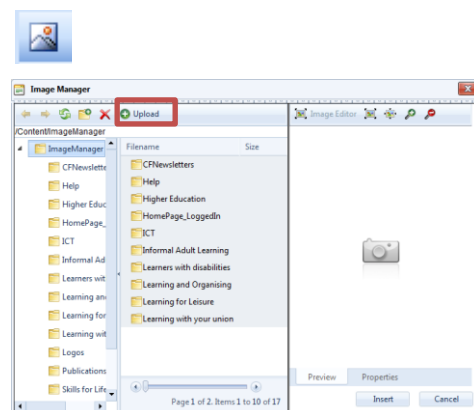 Image Manager
Upload
Image Editor
/Content/ImageManager
ImageManager
CFNewslette
Help
Higher Educ
HomePage_
ICT
Informal Ad
Learners wit
Learning an
Learning for
Learning wit
Logos
Publications
Skills for Life
Filename Size
CFNewsletters
Help
Higher Education
HomePage_LoggedIn
ICT
Informal Adult Learning
Learners with disabilities
Learning and Organising
Learning for Leisure
Learning with your union
Page 1 of 2. Items 1 to 10 of 17
Preview Properties
Insert Cancel